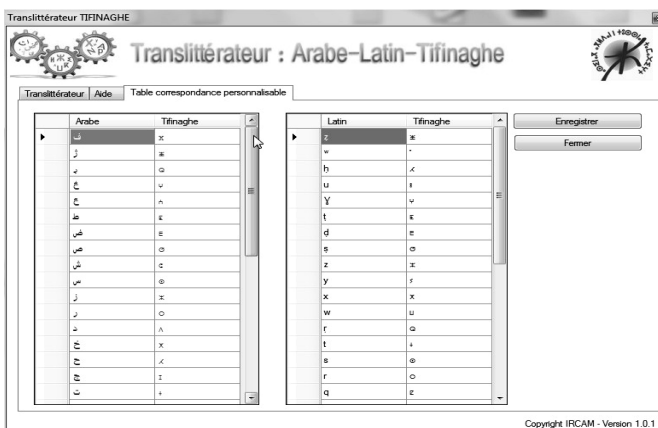 Translittérateur TIFINAGHE
Translittérateur : Arabe-Latin-Tifinaghe
Translittérateur Aide Table correspondance personnalisable
Arabe Tifinaghe
ف
ژ ⵥ
ⵕ
غ ⵖ
ع ⵄ
ط ⵟ
ض ⴹ
ص ⵚ
ش ⵛ
س ⵙ
ز ⵣ
ر ⵔ
د ⴷ
خ ⵅ
ح ⵃ
ج ⵊ
ت ⵜ
Latin Tifinaghe
ẓ ⵥ
ʷ ⵯ
ḥ ⵃ
u ⵓ
Ɣ ⵖ
ṭ ⵟ
ḍ ⴹ
ṣ ⵚ
z ⵣ
y ⵢ
x ⵅ
w ⵡ
ṛ ⵕ
t ⵜ
s ⵙ
r ⵔ
q ⵇ
Enregistrer
Fermer
Copyright IRCAM - Version 1.0.1